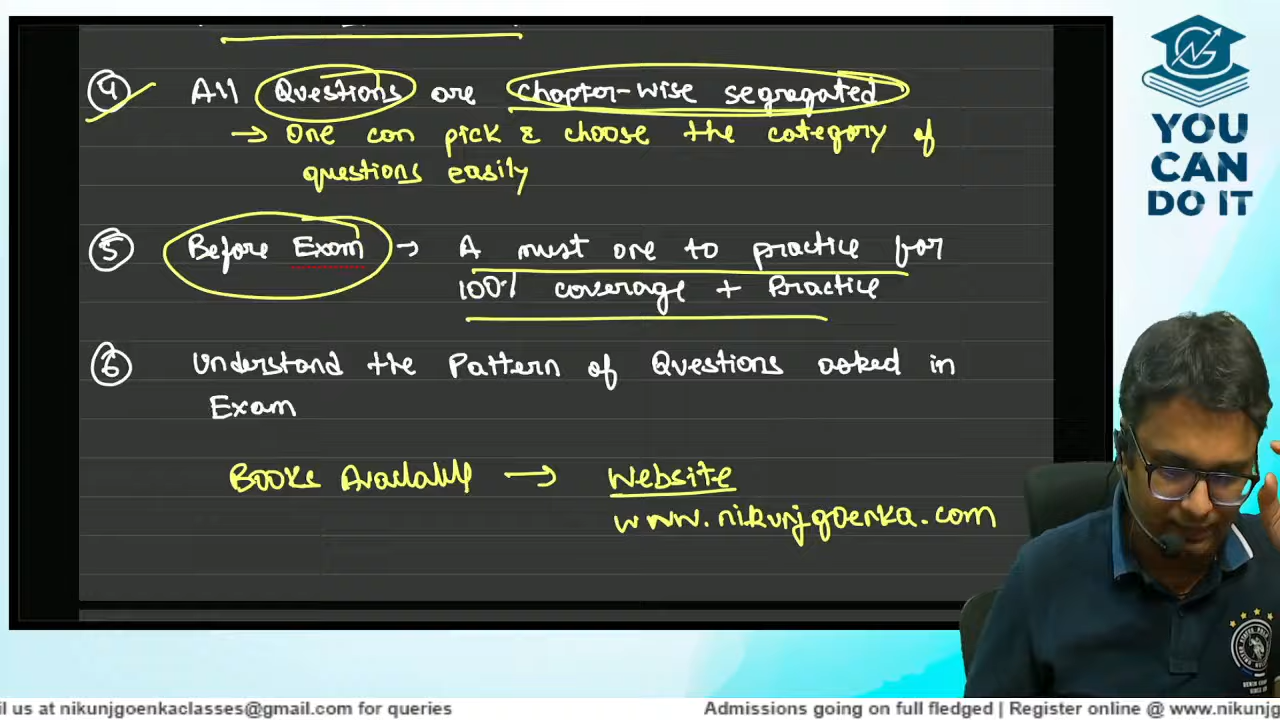 ④ All Questions are chapter-wise segregated
→ One can pick & choose the category of
questions easily
⑤ Before Exam → A must one to practice for
100% coverage + Practice
⑥ Understand the Pattern of Questions asked in
Exam
Books Available → Website
www.nikunjgoenka.com
NG
YOU
CAN
DO IT
il us at nikunjgoenkaclasses@gmail.com for queries
Admissions going on full fledged | Register online @ www.nikunjg